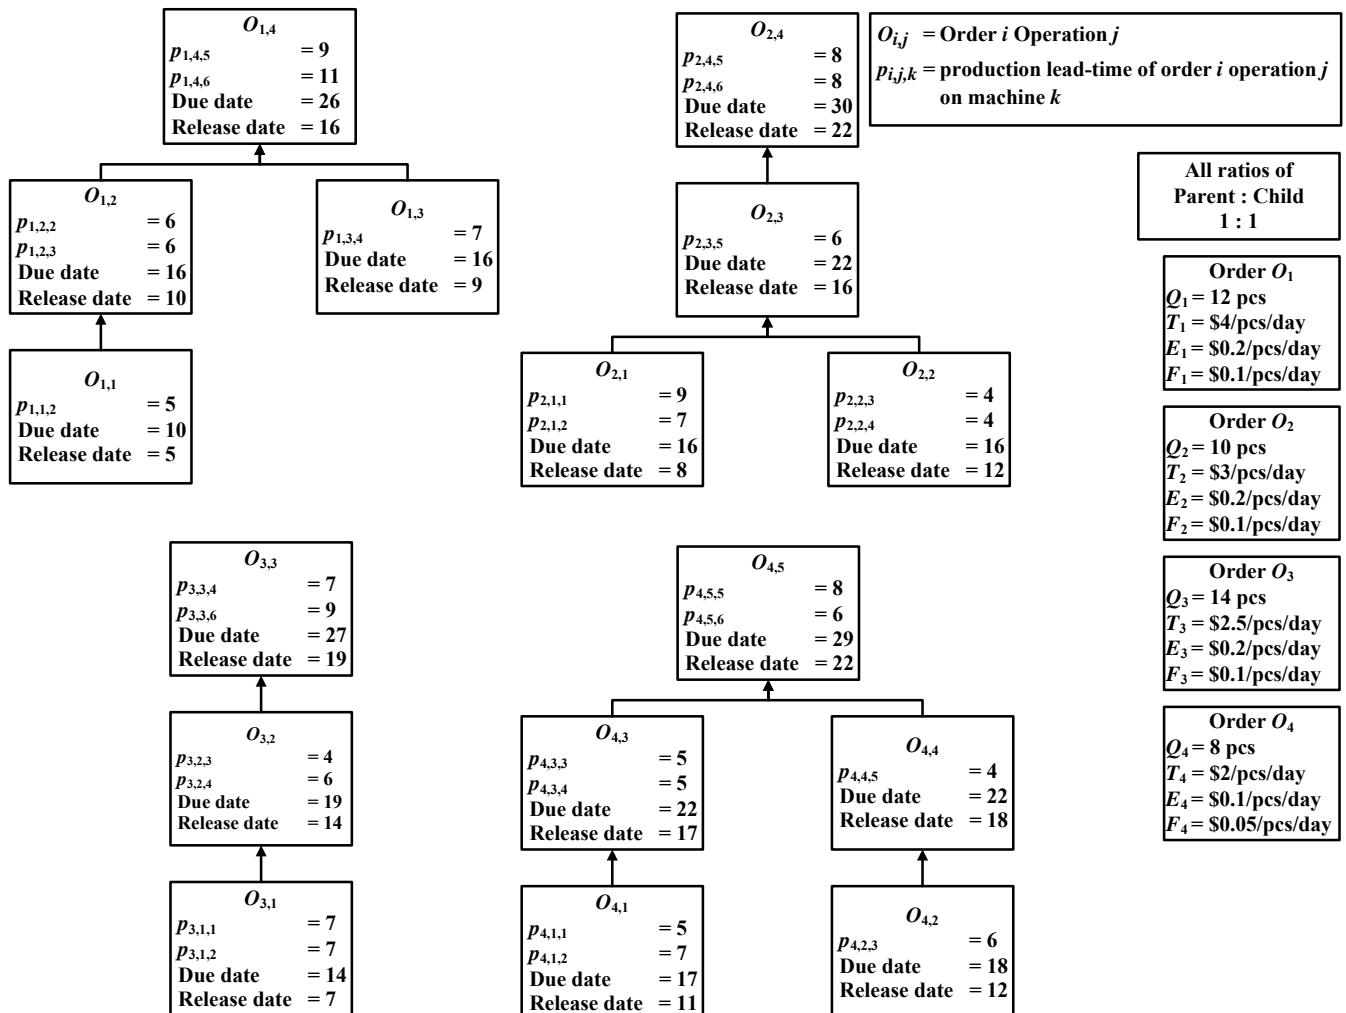 O1,4
p1,4,5 = 9
p1,4,6 = 11
Due date = 26
Release date = 16
O2,4
p2,4,5 = 8
p2,4,6 = 8
Due date = 30
Release date = 22
Oi,j = Order i Operation j
pi,j,k = production lead-time of order i operation j
on machine k
All ratios of
Parent : Child
1 : 1
O1,2
p1,2,2 = 6
p1,2,3 = 6
Due date = 16
Release date = 10
O1,3
p1,3,4 = 7
Due date = 16
Release date = 9
O2,3
p2,3,5 = 6
Due date = 22
Release date = 16
Order O1
Q1 = 12 pcs
T1 = $4/pcs/day
E1 = $0.2/pcs/day
F1 = $0.1/pcs/day
O1,1
p1,1,2 = 5
Due date = 10
Release date = 5
O2,1
p2,1,1 = 9
p2,1,2 = 7
Due date = 16
Release date = 8
O2,2
p2,2,3 = 4
p2,2,4 = 4
Due date = 16
Release date = 12
Order O2
Q2 = 10 pcs
T2 = $3/pcs/day
E2 = $0.2/pcs/day
F2 = $0.1/pcs/day
O3,3
p3,3,4 = 7
p3,3,6 = 9
Due date = 27
Release date = 19
O4,5
p4,5,5 = 8
p4,5,6 = 6
Due date = 29
Release date = 22
Order O3
Q3 = 14 pcs
T3 = $2.5/pcs/day
E3 = $0.2/pcs/day
F3 = $0.1/pcs/day
O3,2
p3,2,3 = 4
p3,2,4 = 6
Due date = 19
Release date = 14
O4,3
p4,3,3 = 5
p4,3,4 = 5
Due date = 22
Release date = 17
O4,4
p4,4,5 = 4
Due date = 22
Release date = 18
Order O4
Q4 = 8 pcs
T4 = $2/pcs/day
E4 = $0.1/pcs/day
F4 = $0.05/pcs/day
O3,1
p3,1,1 = 7
p3,1,2 = 7
Due date = 14
Release date = 7
O4,1
p4,1,1 = 5
p4,1,2 = 7
Due date = 17
Release date = 11
O4,2
p4,2,3 = 6
Due date = 18
Release date = 12